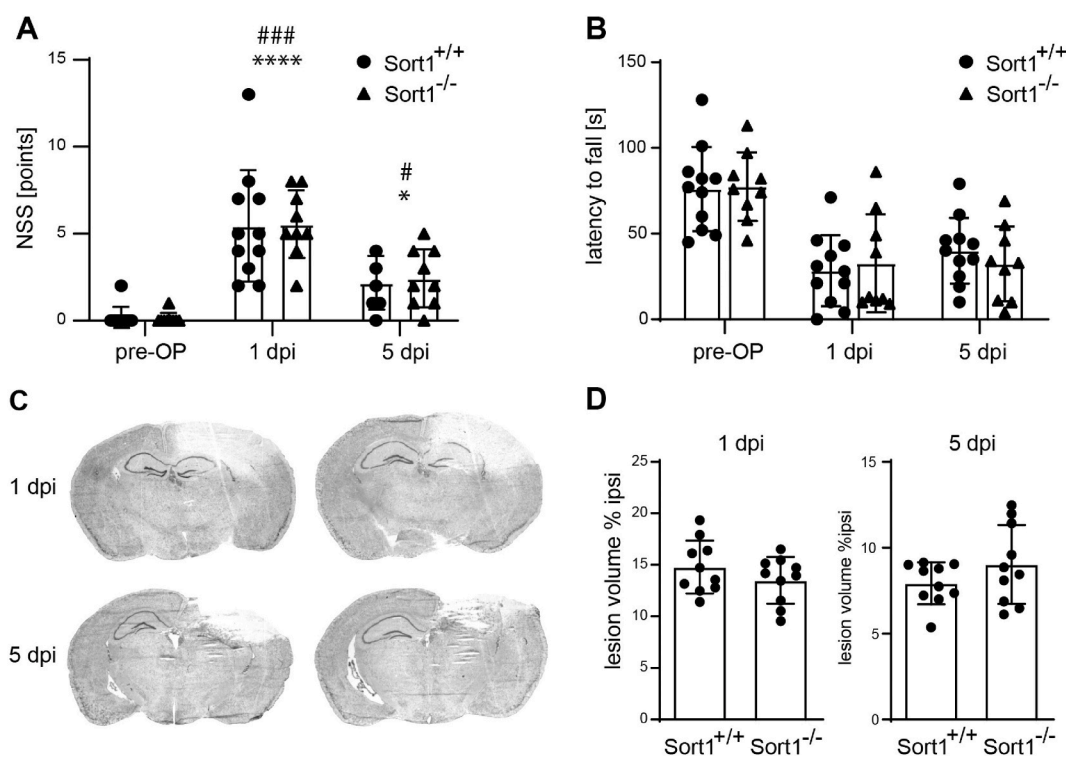 A
###
****
#
*
● Sort1+/+
▲ Sort1-/-
NSS [points]
15
10
5
0
pre-OP 1 dpi 5 dpi
B
● Sort1+/+
▲ Sort1-/-
latency to fall [s]
150
100
50
0
pre-OP 1 dpi 5 dpi
C
1 dpi
5 dpi
D
1 dpi
lesion volume % ipsi
25
20
15
10
5
0
Sort1+/+ Sort1-/-
5 dpi
lesion volume %ipsi
15
10
5
0
Sort1+/+ Sort1-/-